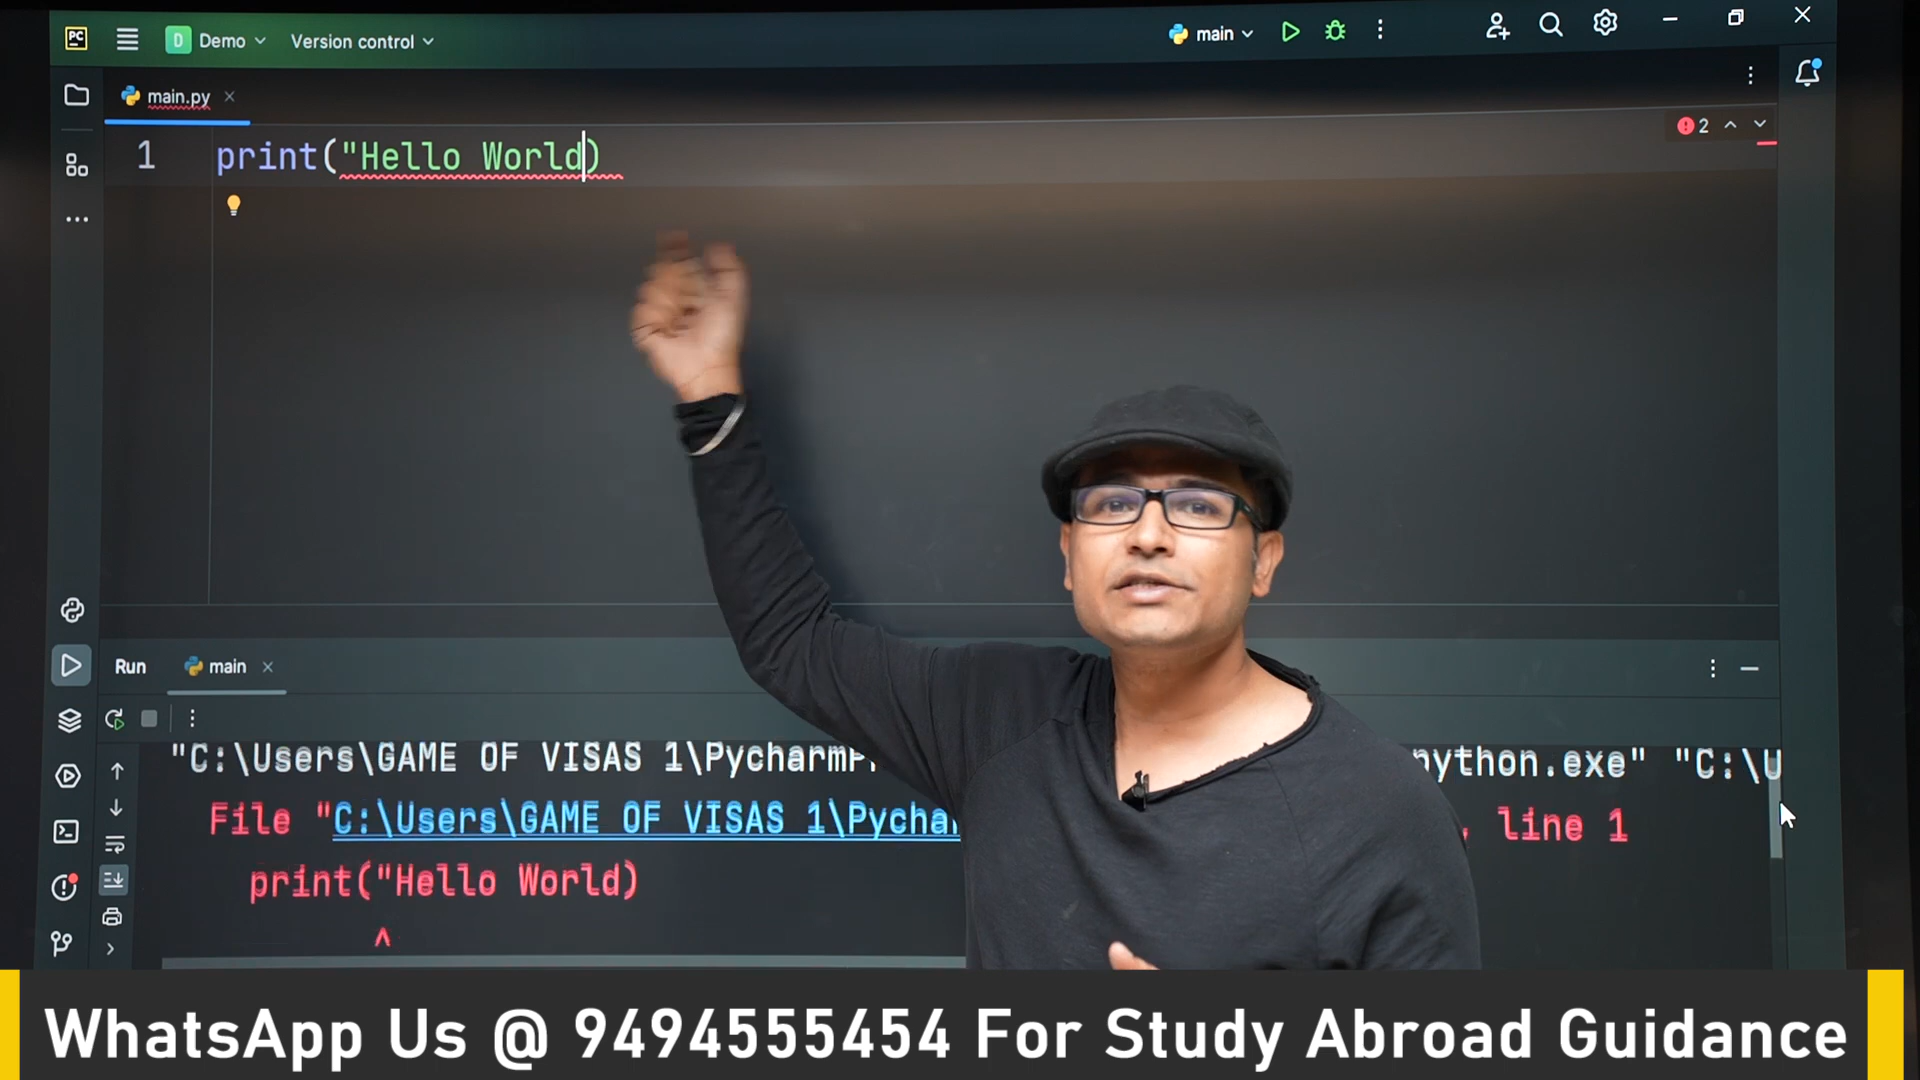 PC D Demo Version control main
main.py
2
1 print("Hello World)
Run main
"C:\Users\GAME OF VISAS 1\PycharmPr python.exe" "C:\U
File "C:\Users\GAME OF VISAS 1\Pychar , line 1
print("Hello World)
^
WhatsApp Us @ 9494555454 For Study Abroad Guidance